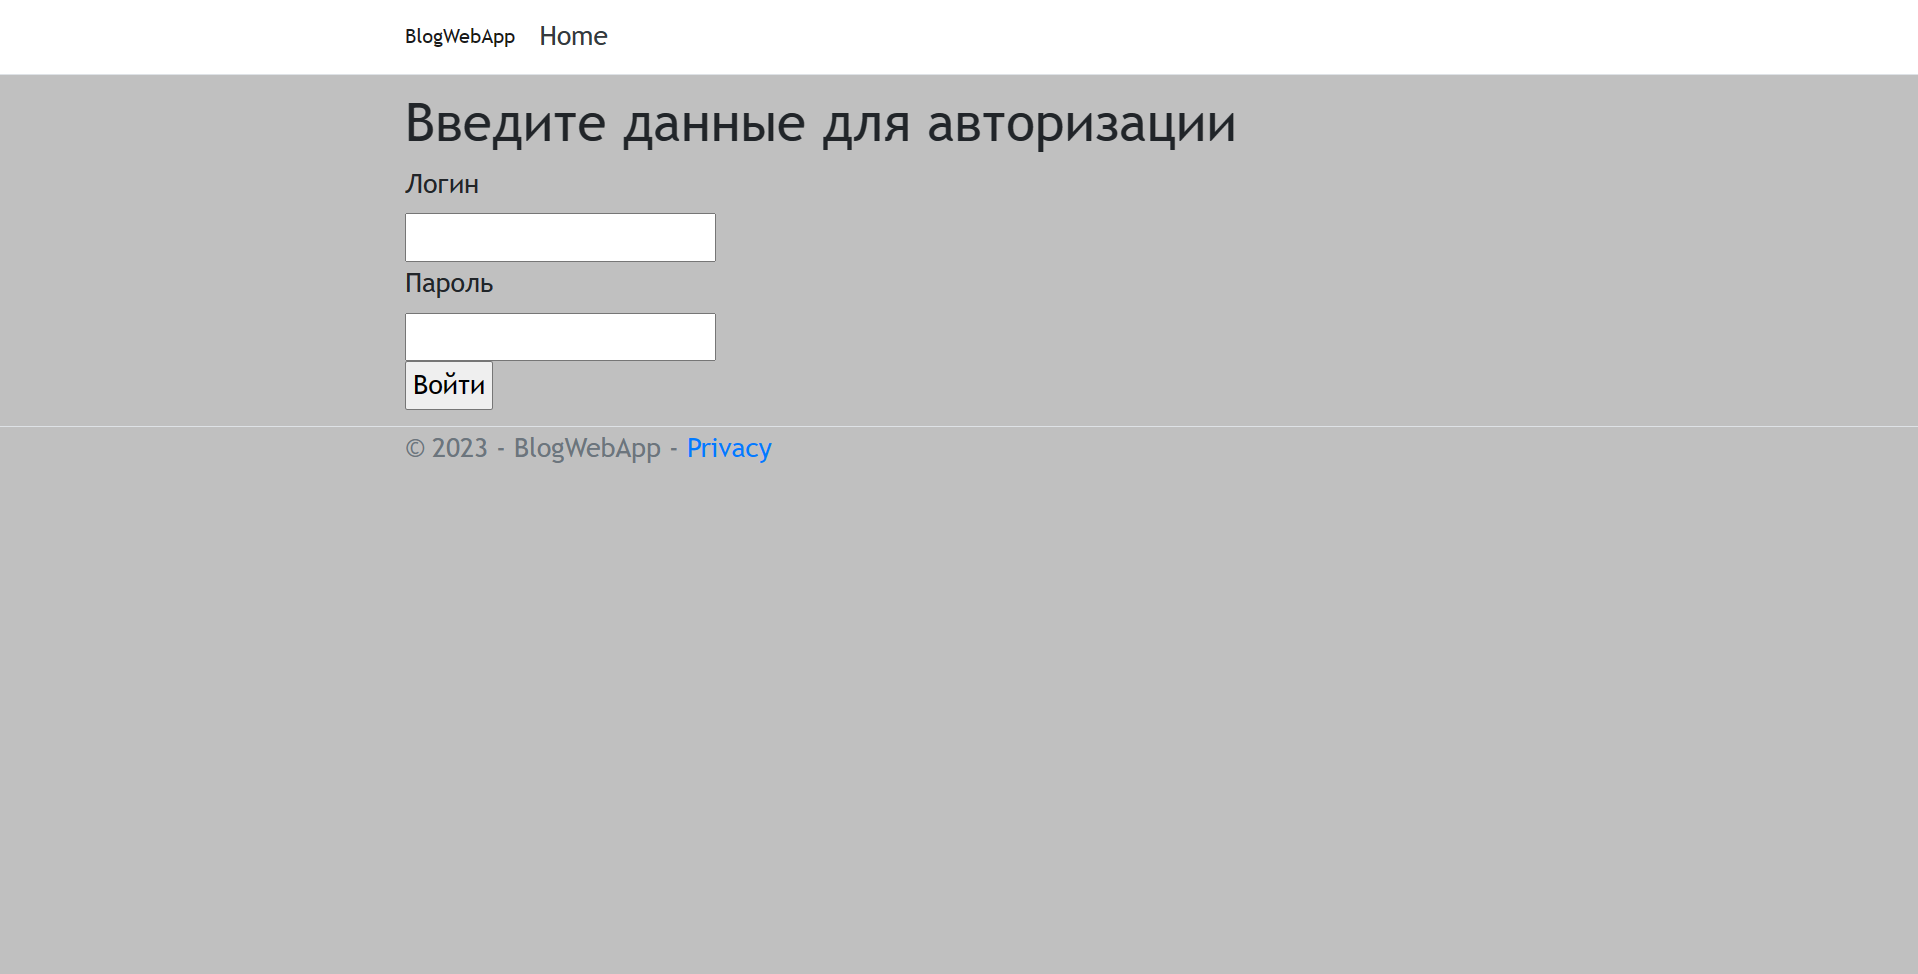 BlogWebApp Home
Введите данные для авторизации
Логин
Пароль
Войти
© 2023 - BlogWebApp - Privacy